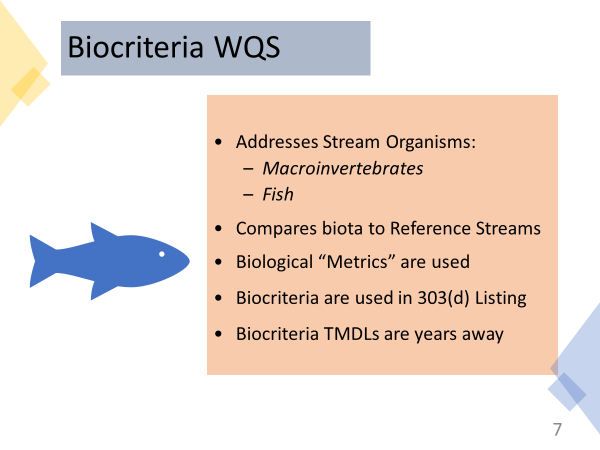 Biocriteria WQS
• Addresses Stream Organisms:
– Macroinvertebrates
– Fish
• Compares biota to Reference Streams
• Biological “Metrics” are used
• Biocriteria are used in 303(d) Listing
• Biocriteria TMDLs are years away
7